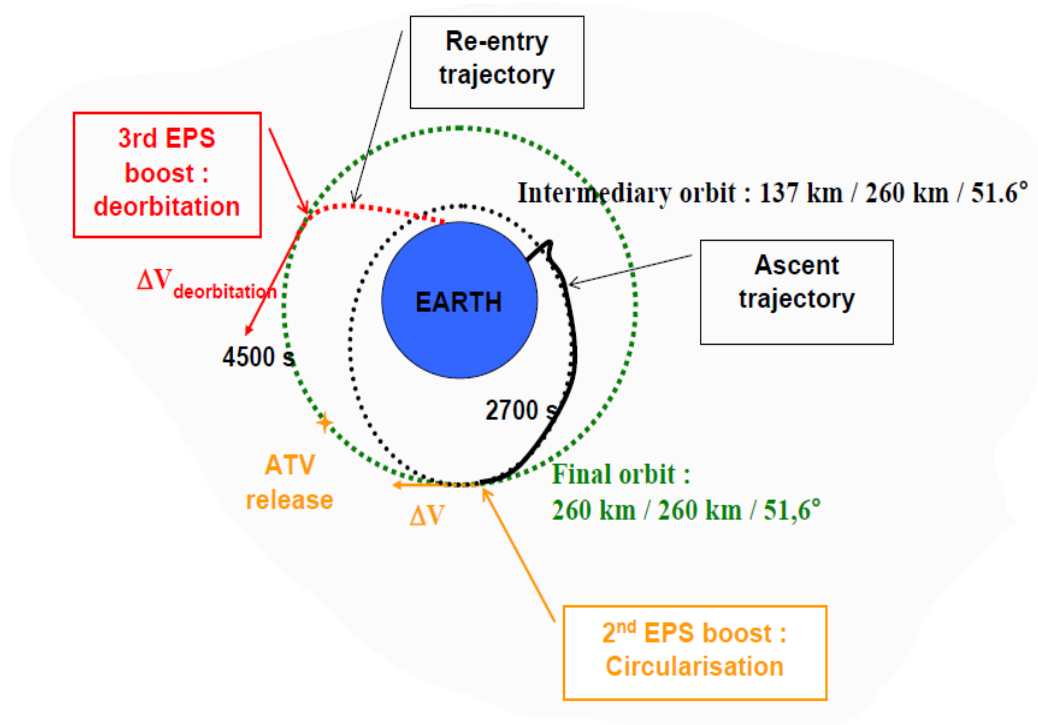 Re-entry
trajectory
3rd EPS
boost :
deorbitation
Intermediary orbit : 137 km / 260 km / 51.6°
Ascent
trajectory
ΔVdeorbitation
EARTH
4500 s
2700 s
ATV
release
Final orbit :
260 km / 260 km / 51,6°
ΔV
2nd EPS boost :
Circularisation